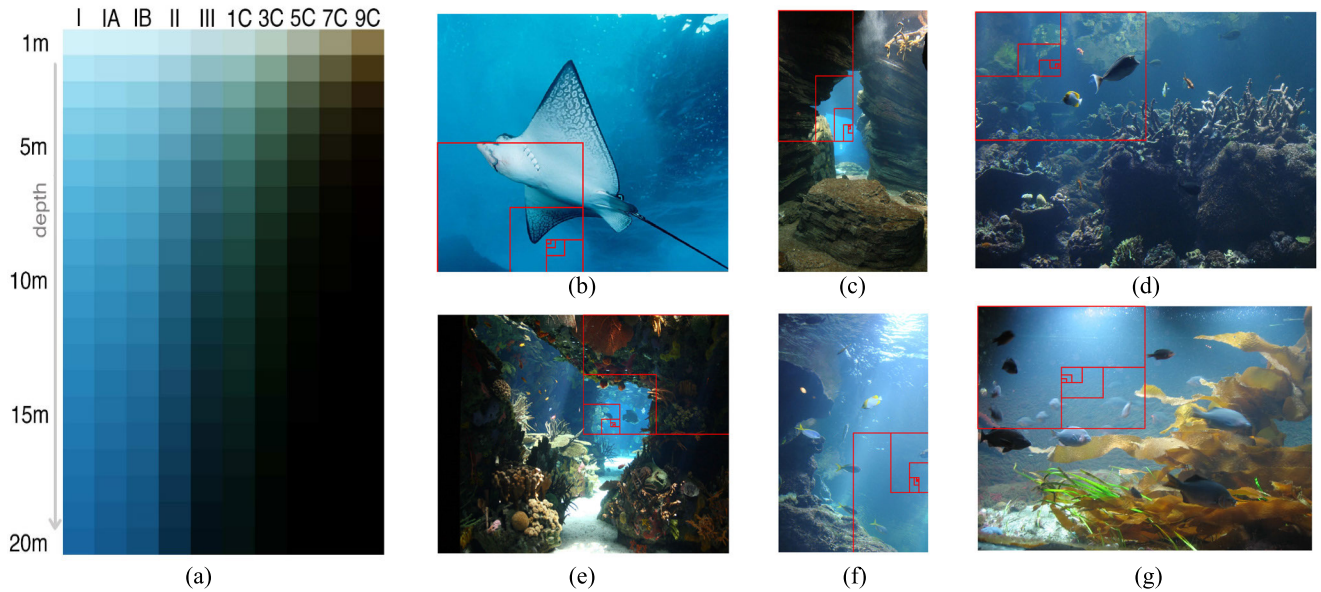 I IA IB II III 1C 3C 5C 7C 9C
1m
5m
depth
10m
15m
20m
(a)
(b)
(c)
(d)
(e)
(f)
(g)